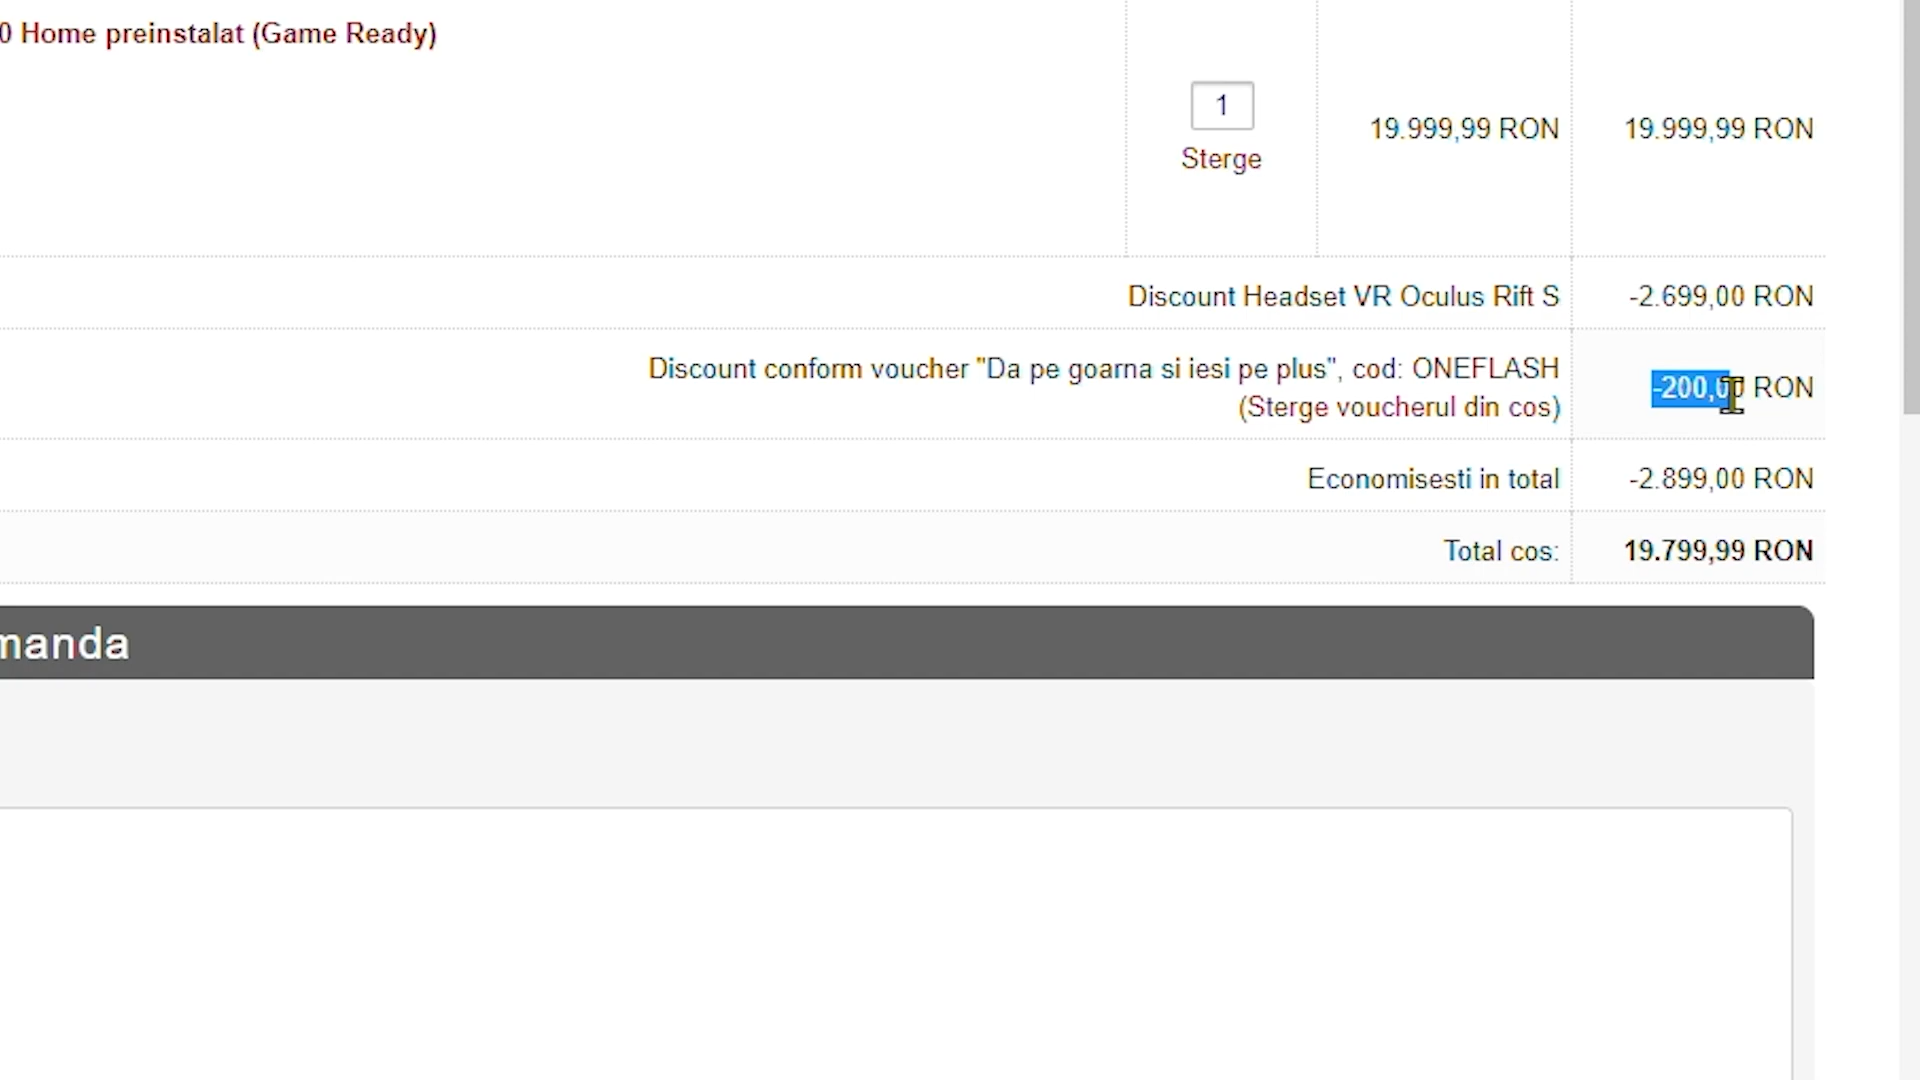 0 Home preinstalat (Game Ready)
1
Sterge
19.999,99 RON
19.999,99 RON
Discount Headset VR Oculus Rift S
-2.699,00 RON
Discount conform voucher "Da pe goarna si iesi pe plus", cod: ONEFLASH
(Sterge voucherul din cos)
-200,00 RON
Economisesti in total
-2.899,00 RON
Total cos:
19.799,99 RON
manda